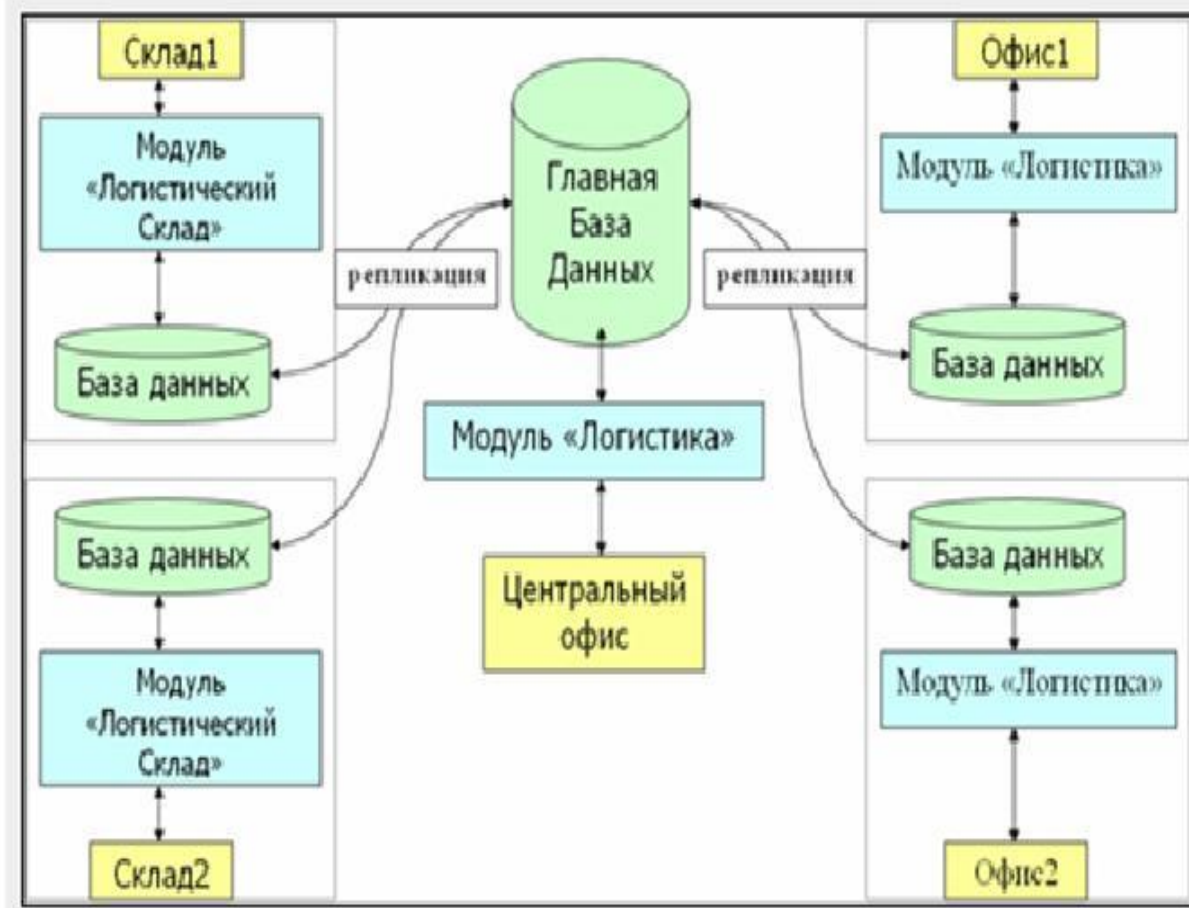 Склад1
Модуль
«Логистический
Склад»
База данных
База данных
Модуль
«Логистический
Склад»
Склад2
Главная
База
Данных
репликация
репликация
Модуль «Логистика»
Центральный
офис
Офис1
Модуль «Логистика»
База данных
База данных
Модуль «Логистика»
Офис2